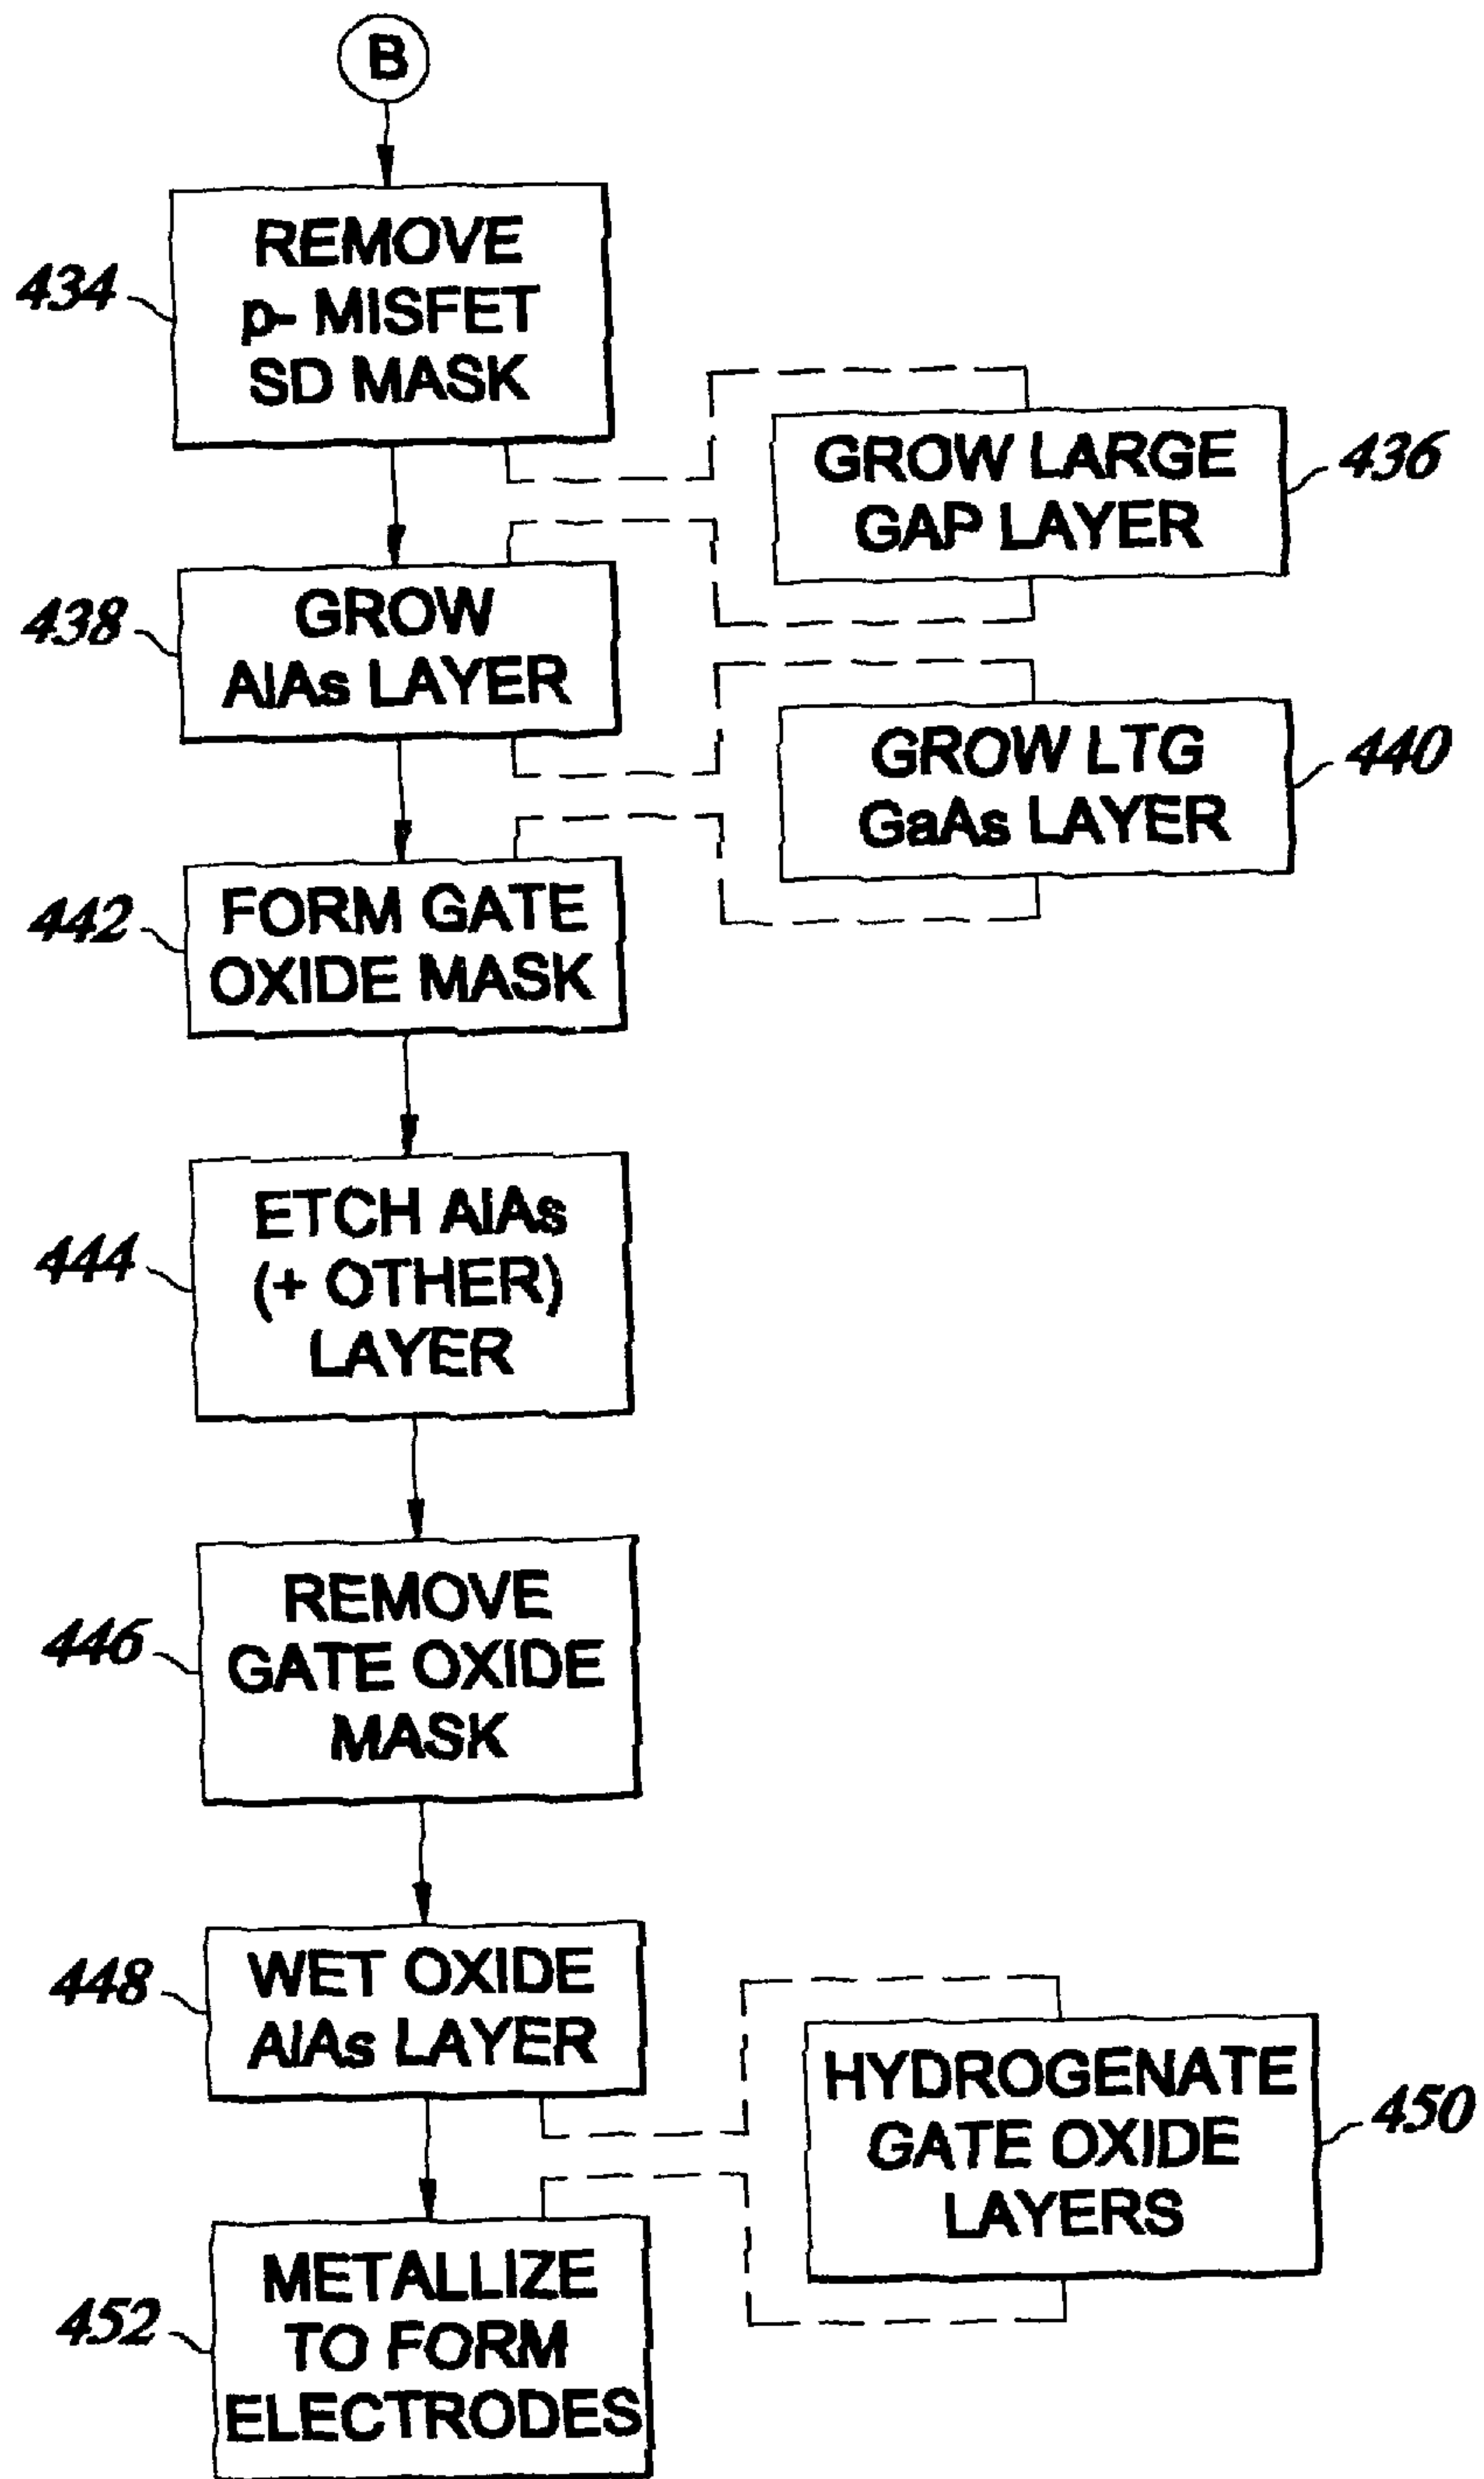 B
434
REMOVE
p- MISFET
SD MASK
GROW LARGE
GAP LAYER
436
438
GROW
AlAs LAYER
GROW LTG
GaAs LAYER
440
442
FORM GATE
OXIDE MASK
444
ETCH AlAs
(+ OTHER)
LAYER
446
REMOVE
GATE OXIDE
MASK
448
WET OXIDE
AlAs LAYER
HYDROGENATE
GATE OXIDE
LAYERS
450
452
METALLIZE
TO FORM
ELECTRODES